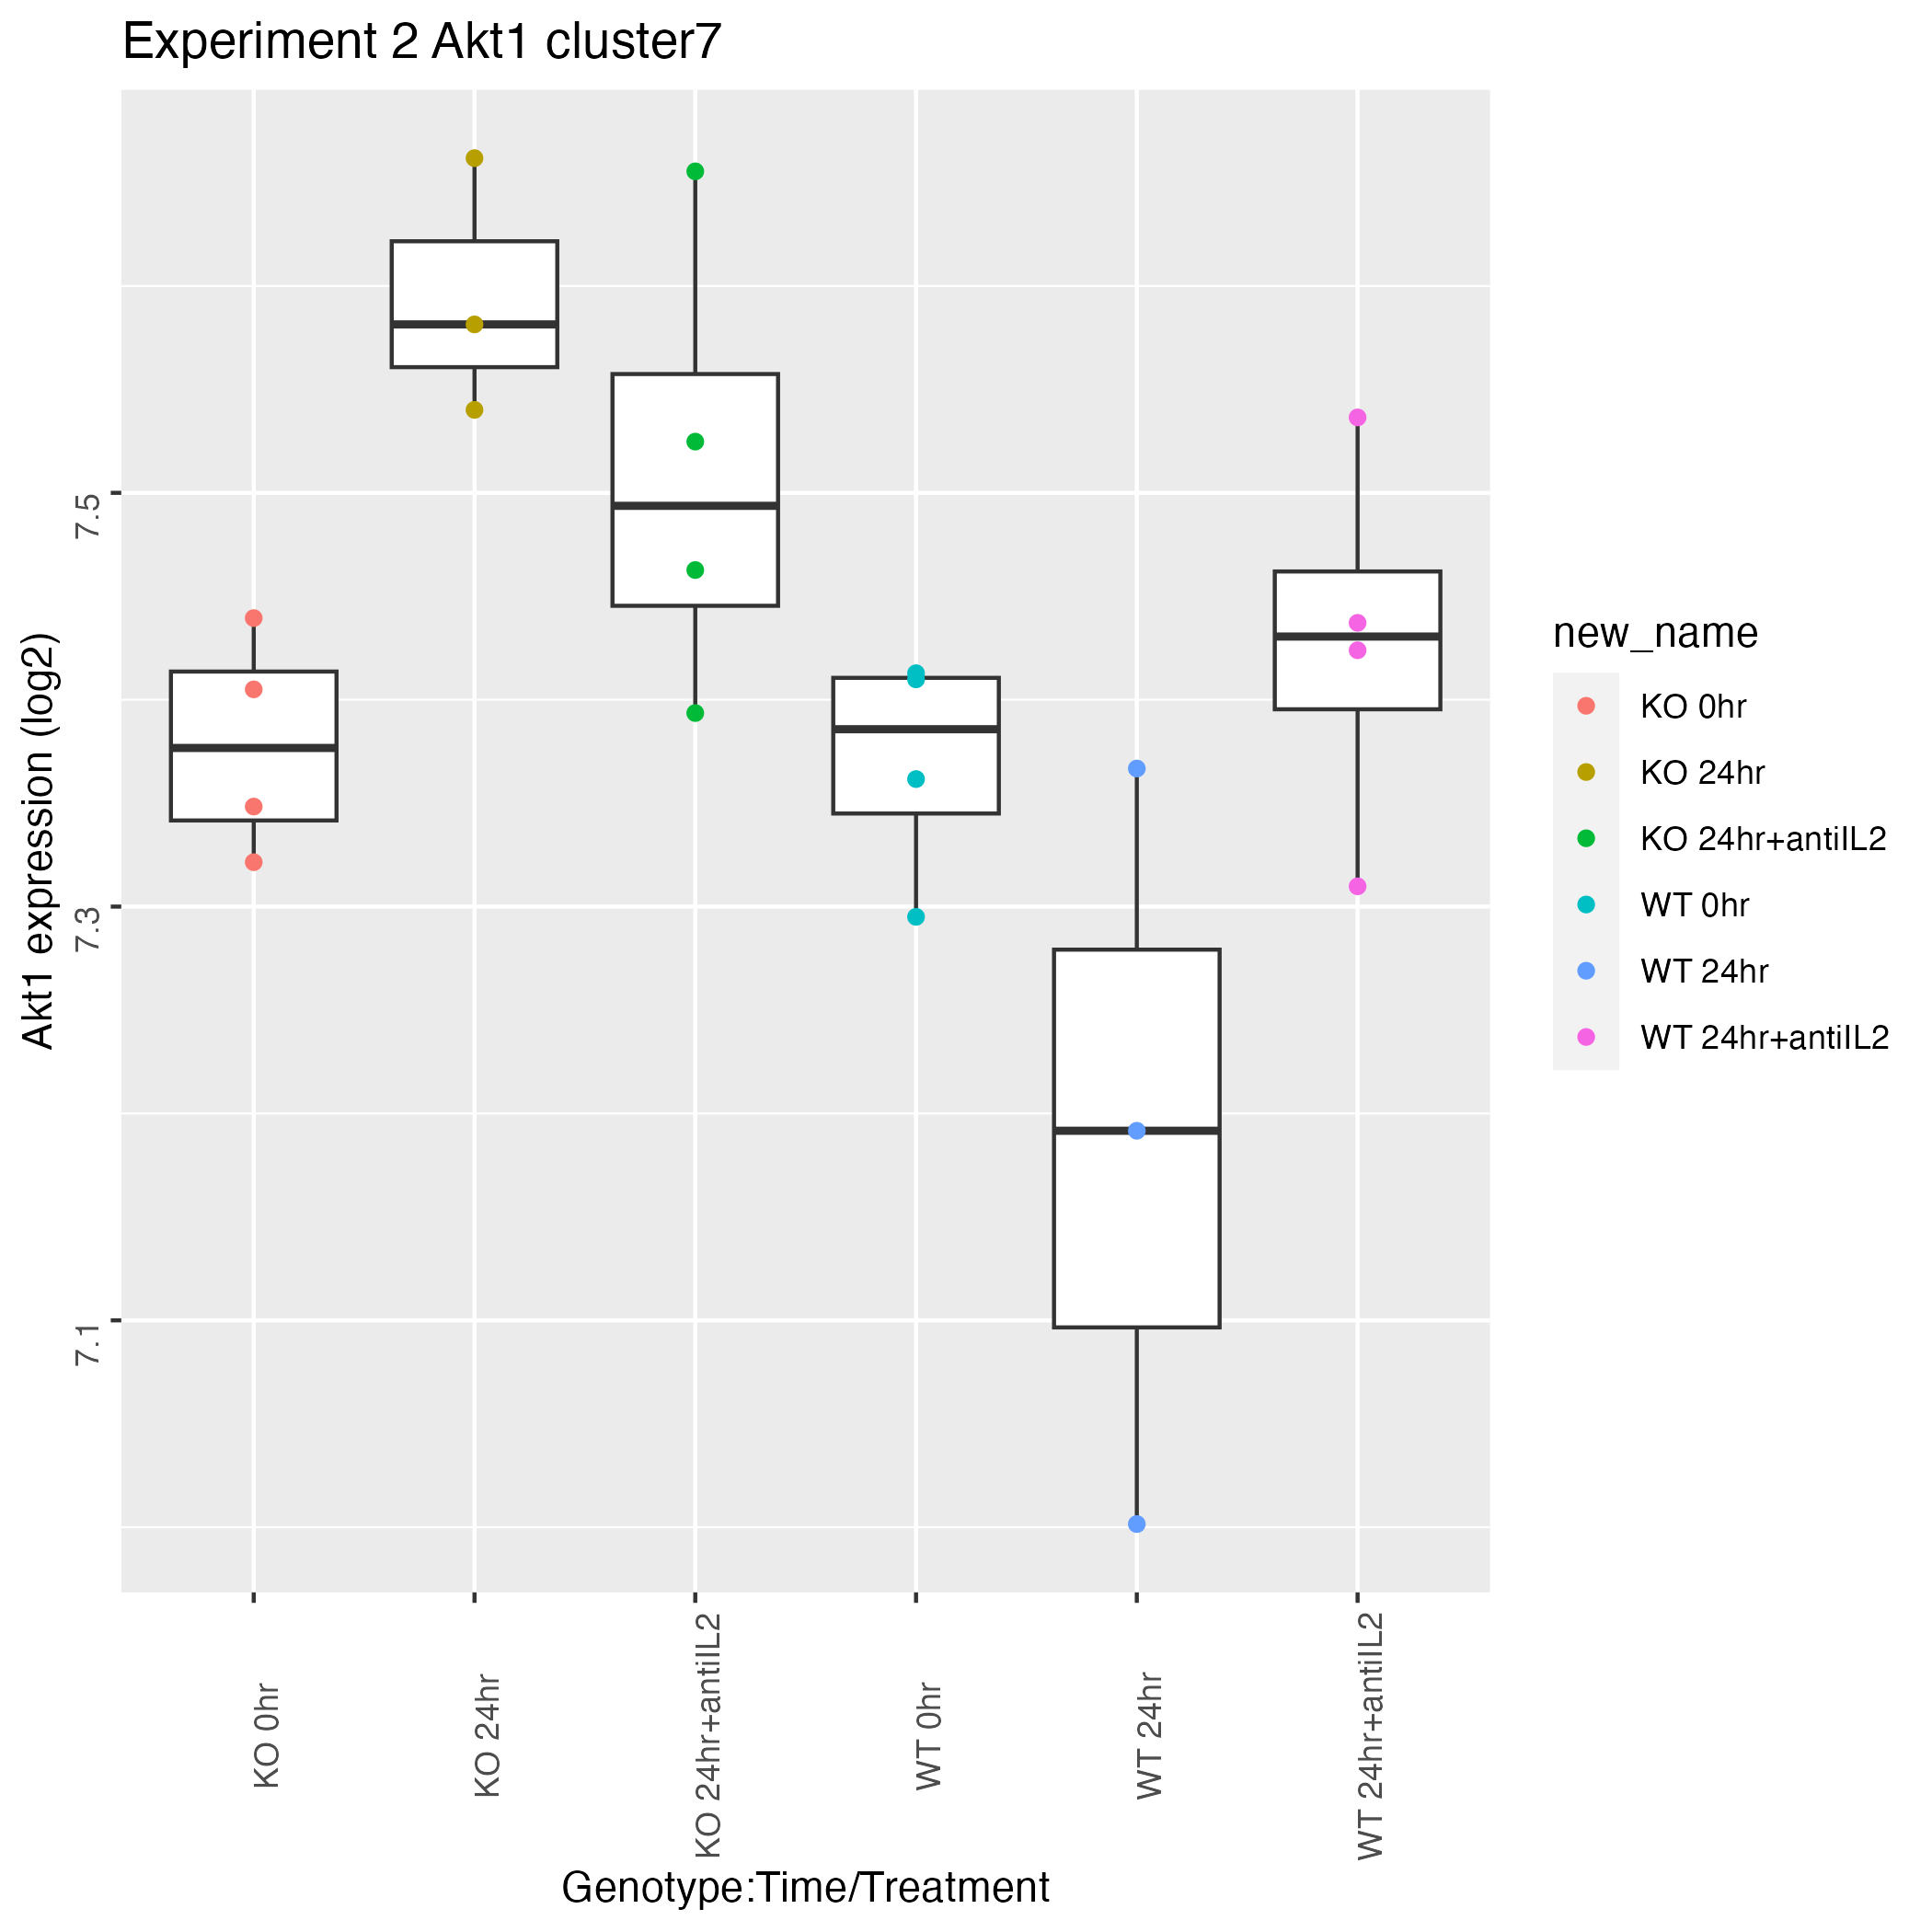 Experiment 2 Akt1 cluster7
Akt1 expression (log2)
7.5
7.3
7.1
KO 0hr
KO 24hr
KO 24hr+antiIL2
WT 0hr
WT 24hr
WT 24hr+antiIL2
Genotype:Time/Treatment
new_name
KO 0hr
KO 24hr
KO 24hr+antiIL2
WT 0hr
WT 24hr
WT 24hr+antiIL2